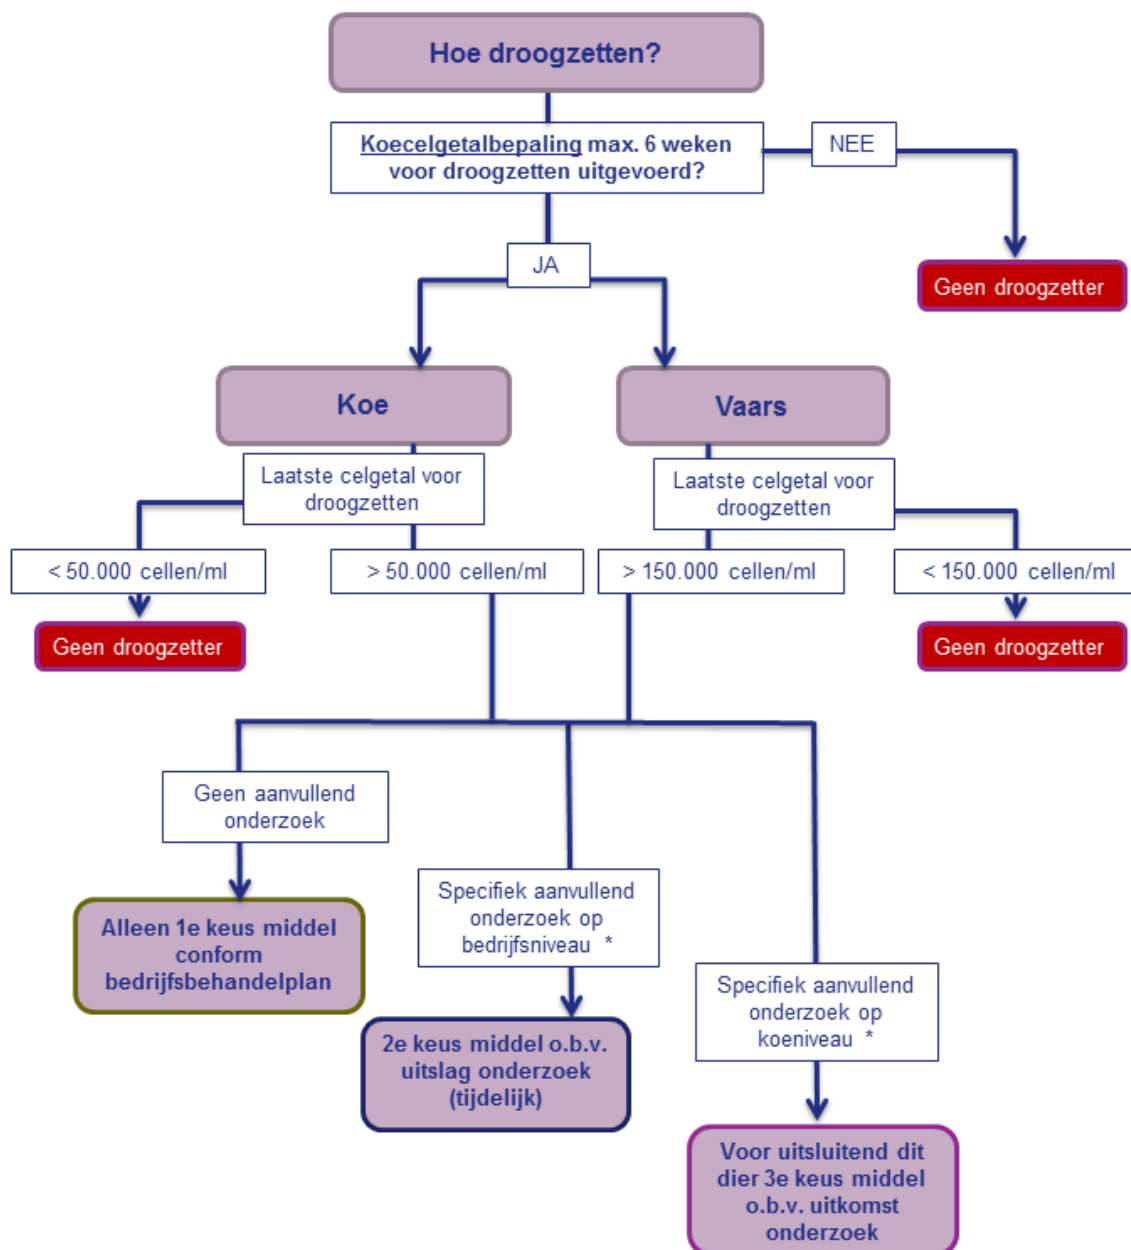 Hoe droogzetten?
Koecelgetalbepaling max. 6 weken
voor droogzetten uitgevoerd?
NEE
JA
Geen droogzetter
Koe
Vaars
Laatste celgetal voor
droogzetten
Laatste celgetal voor
droogzetten
< 50.000 cellen/ml
> 50.000 cellen/ml
> 150.000 cellen/ml
< 150.000 cellen/ml
Geen droogzetter
Geen droogzetter
Geen aanvullend
onderzoek
Alleen 1e keus middel
conform
bedrijfsbehandelplan
Specifiek aanvullend
onderzoek op
bedrijfsniveau *
2e keus middel o.b.v.
uitslag onderzoek
(tijdelijk)
Specifiek aanvullend
onderzoek op
koeniveau *
Voor uitsluitend dit
dier 3e keus middel
o.b.v. uitkomst
onderzoek